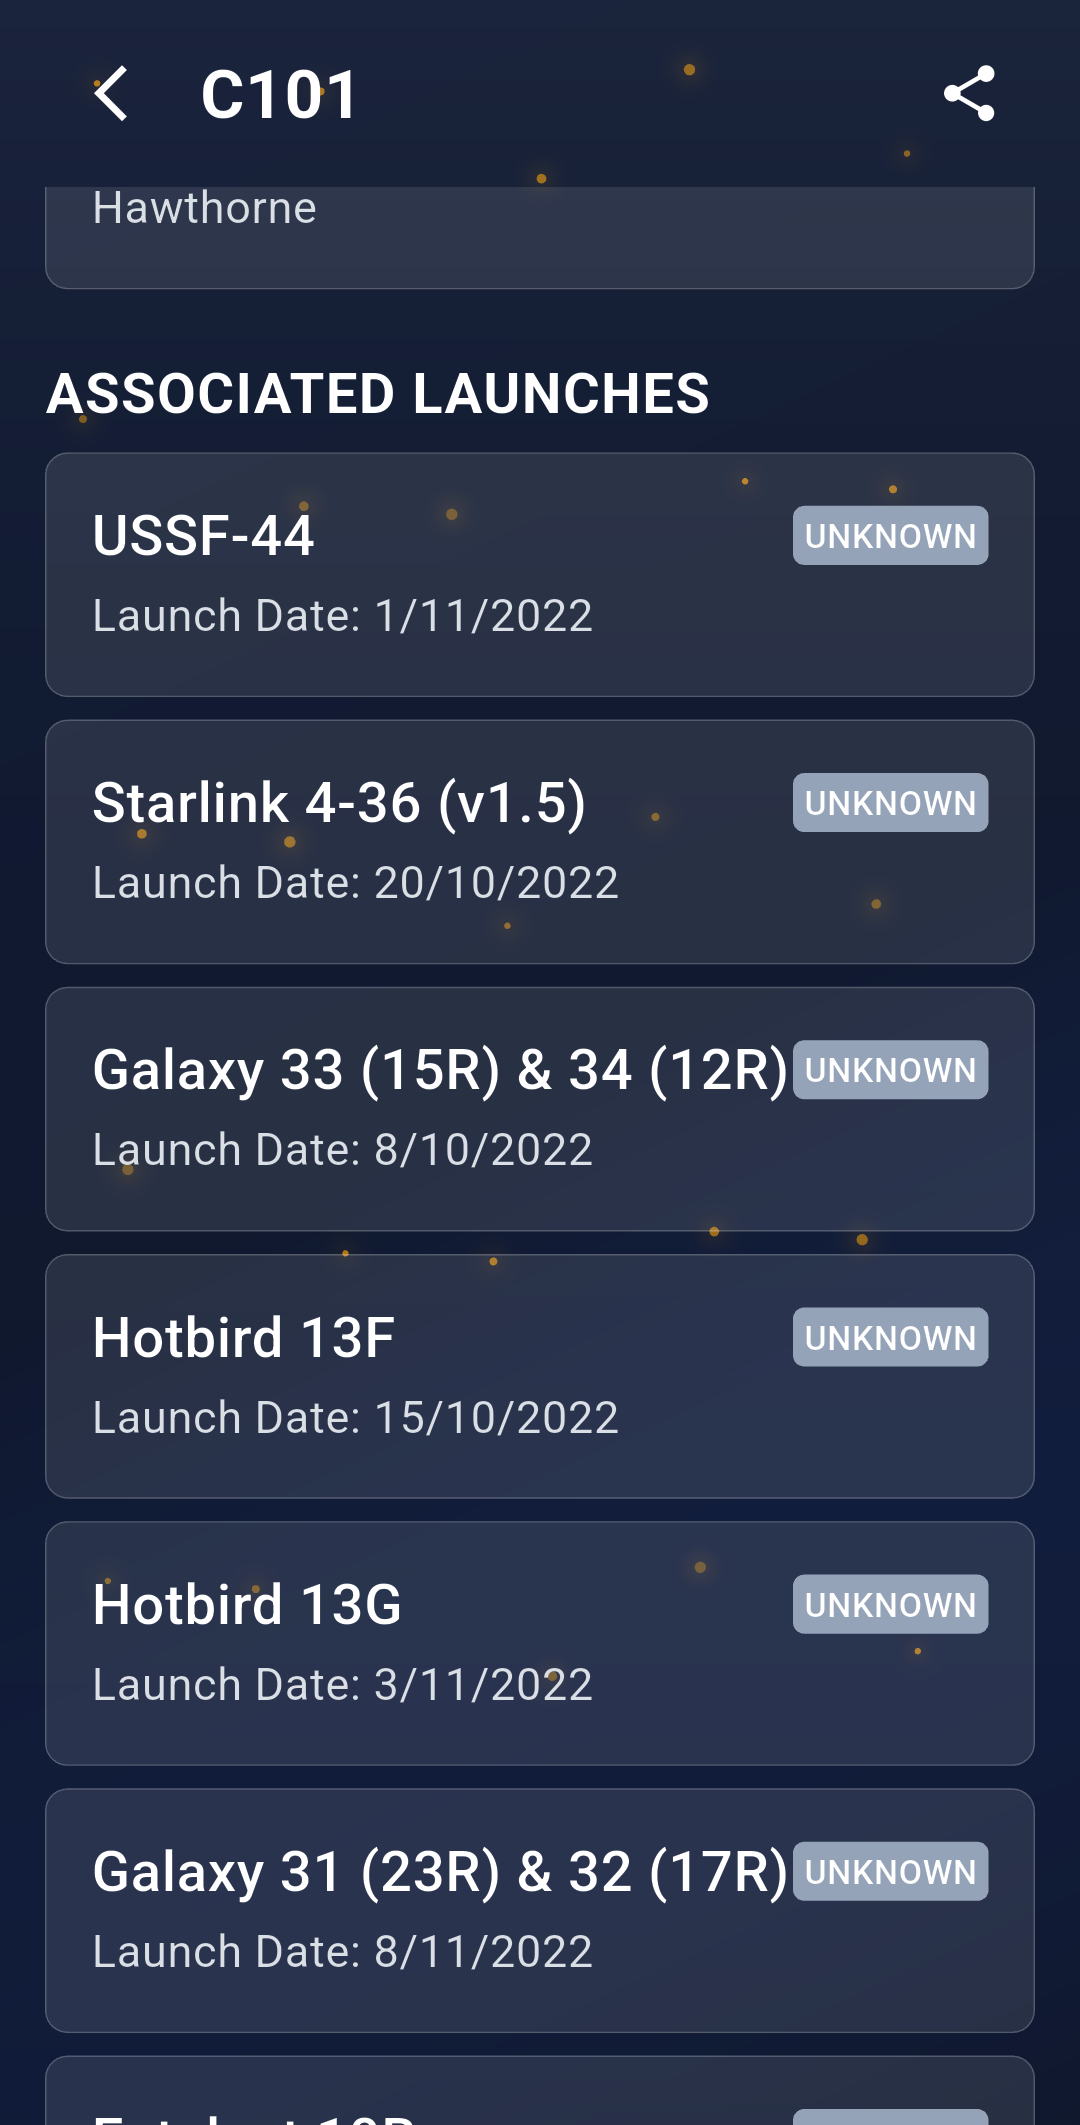 C101
Hawthorne
ASSOCIATED LAUNCHES
USSF-44
UNKNOWN
Launch Date: 1/11/2022
Starlink 4-36 (v1.5)
UNKNOWN
Launch Date: 20/10/2022
Galaxy 33 (15R) & 34 (12R)
UNKNOWN
Launch Date: 8/10/2022
Hotbird 13F
UNKNOWN
Launch Date: 15/10/2022
Hotbird 13G
UNKNOWN
Launch Date: 3/11/2022
Galaxy 31 (23R) & 32 (17R)
UNKNOWN
Launch Date: 8/11/2022